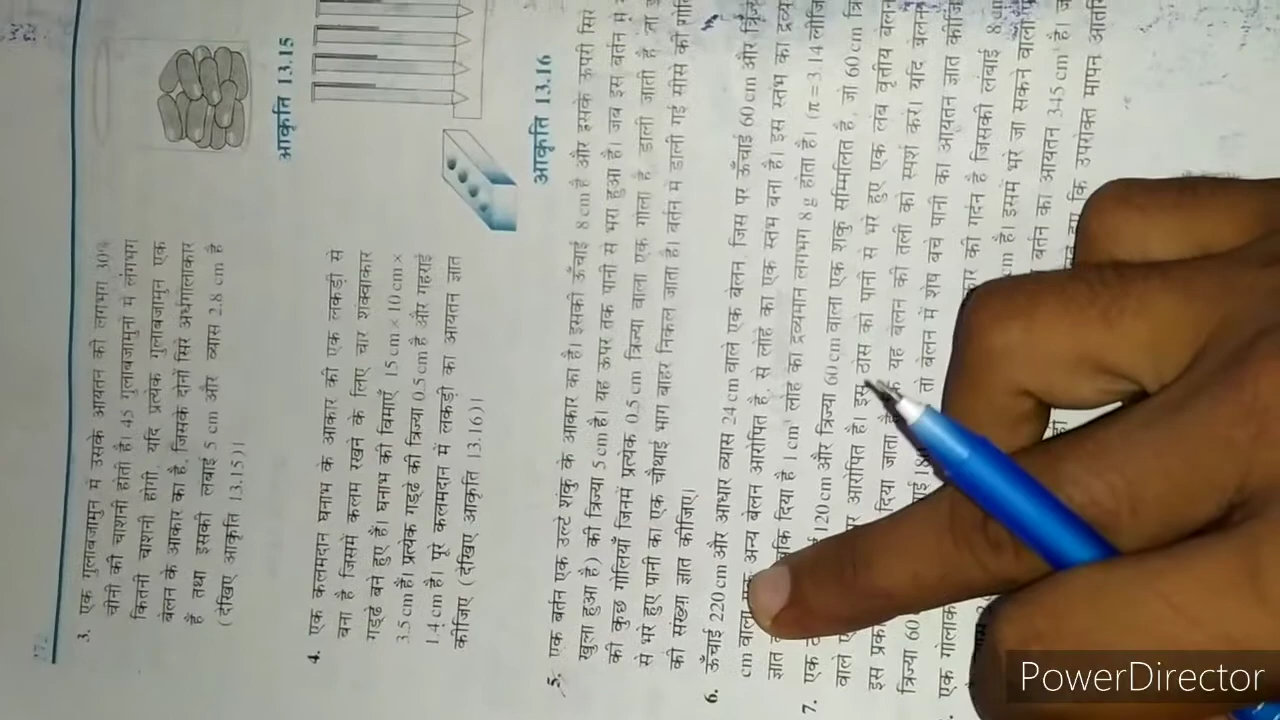 172
3. एक गुलाबजामुन में उसके आयतन की लगभग 30%
चीनी की चाशनी होती है। 45 गुलाबजामुनों में लगभग
कितनी चाशनी होगी, यदि प्रत्येक गुलाबजामुन एक
बेलन के आकार का है, जिसके दोनों सिरे अर्धगोलाकार
हैं तथा इसकी लंबाई 5 cm और व्यास 2.8 cm है
(देखिए आकृति 13.15)।
आकृति 13.15
4. एक कलमदान घनाभ के आकार की एक लकड़ी से
बना है जिसमें कलम रखने के लिए चार शंक्वाकार
गड्ढे बने हुए हैं। घनाभ की विमाएँ 15 cm × 10 cm ×
3.5 cm हैं। प्रत्येक गड्ढे की त्रिज्या 0.5 cm है और गहराई
1.4 cm है। पूरे कलमदान में लकड़ी का आयतन ज्ञात
कीजिए (देखिए आकृति 13.16)।
आकृति 13.16
5. एक बर्तन एक उल्टे शंकु के आकार का है। इसकी ऊँचाई 8 cm है और इसके ऊपरी सिरे
खुला हुआ है) की त्रिज्या 5 cm है। यह ऊपर तक पानी से भरा हुआ है। जब इस बर्तन में
की कुछ गोलियाँ जिनमें प्रत्येक 0.5 cm त्रिज्या वाला एक गोला है, डाली जाती हैं, तो
से भरे हुए पानी का एक चौथाई भाग बाहर निकल जाता है। बर्तन में डाली गई सीसे की
की संख्या ज्ञात कीजिए।
6. ऊँचाई 220 cm और आधार व्यास 24 cm वाले एक बेलन, जिस पर ऊँचाई 60 cm और
cm वाला अन्य बेलन आरोपित है, से लोहे का एक स्तंभ बना है। इस स्तंभ का
ज्ञात दिया है 1 cm³ लोहे का द्रव्यमान लगभग 8 g होता है। (π = 3.14 लीजिए
7. एक 120 cm और त्रिज्या 60 cm वाला एक शंकु सम्मिलित है, जो 60 cm
वाले आरोपित है। इस ठोस को पानी से भरे हुए एक लंब वृत्तीय बेलन
इस प्रकार दिया जाता है यह बेलन की तली को स्पर्श करे। यदि बेलन
त्रिज्या 60 है तो बेलन में शेष बचे पानी का आयतन ज्ञात कीजिए
एक गोलाकार की गर्दन है जिसकी लंबाई 8 cm
cm है। इसमें भरे जा सकने वाली
बर्तन का आयतन 345 cm³ है।
कि उपरोक्त मापन
PowerDirector